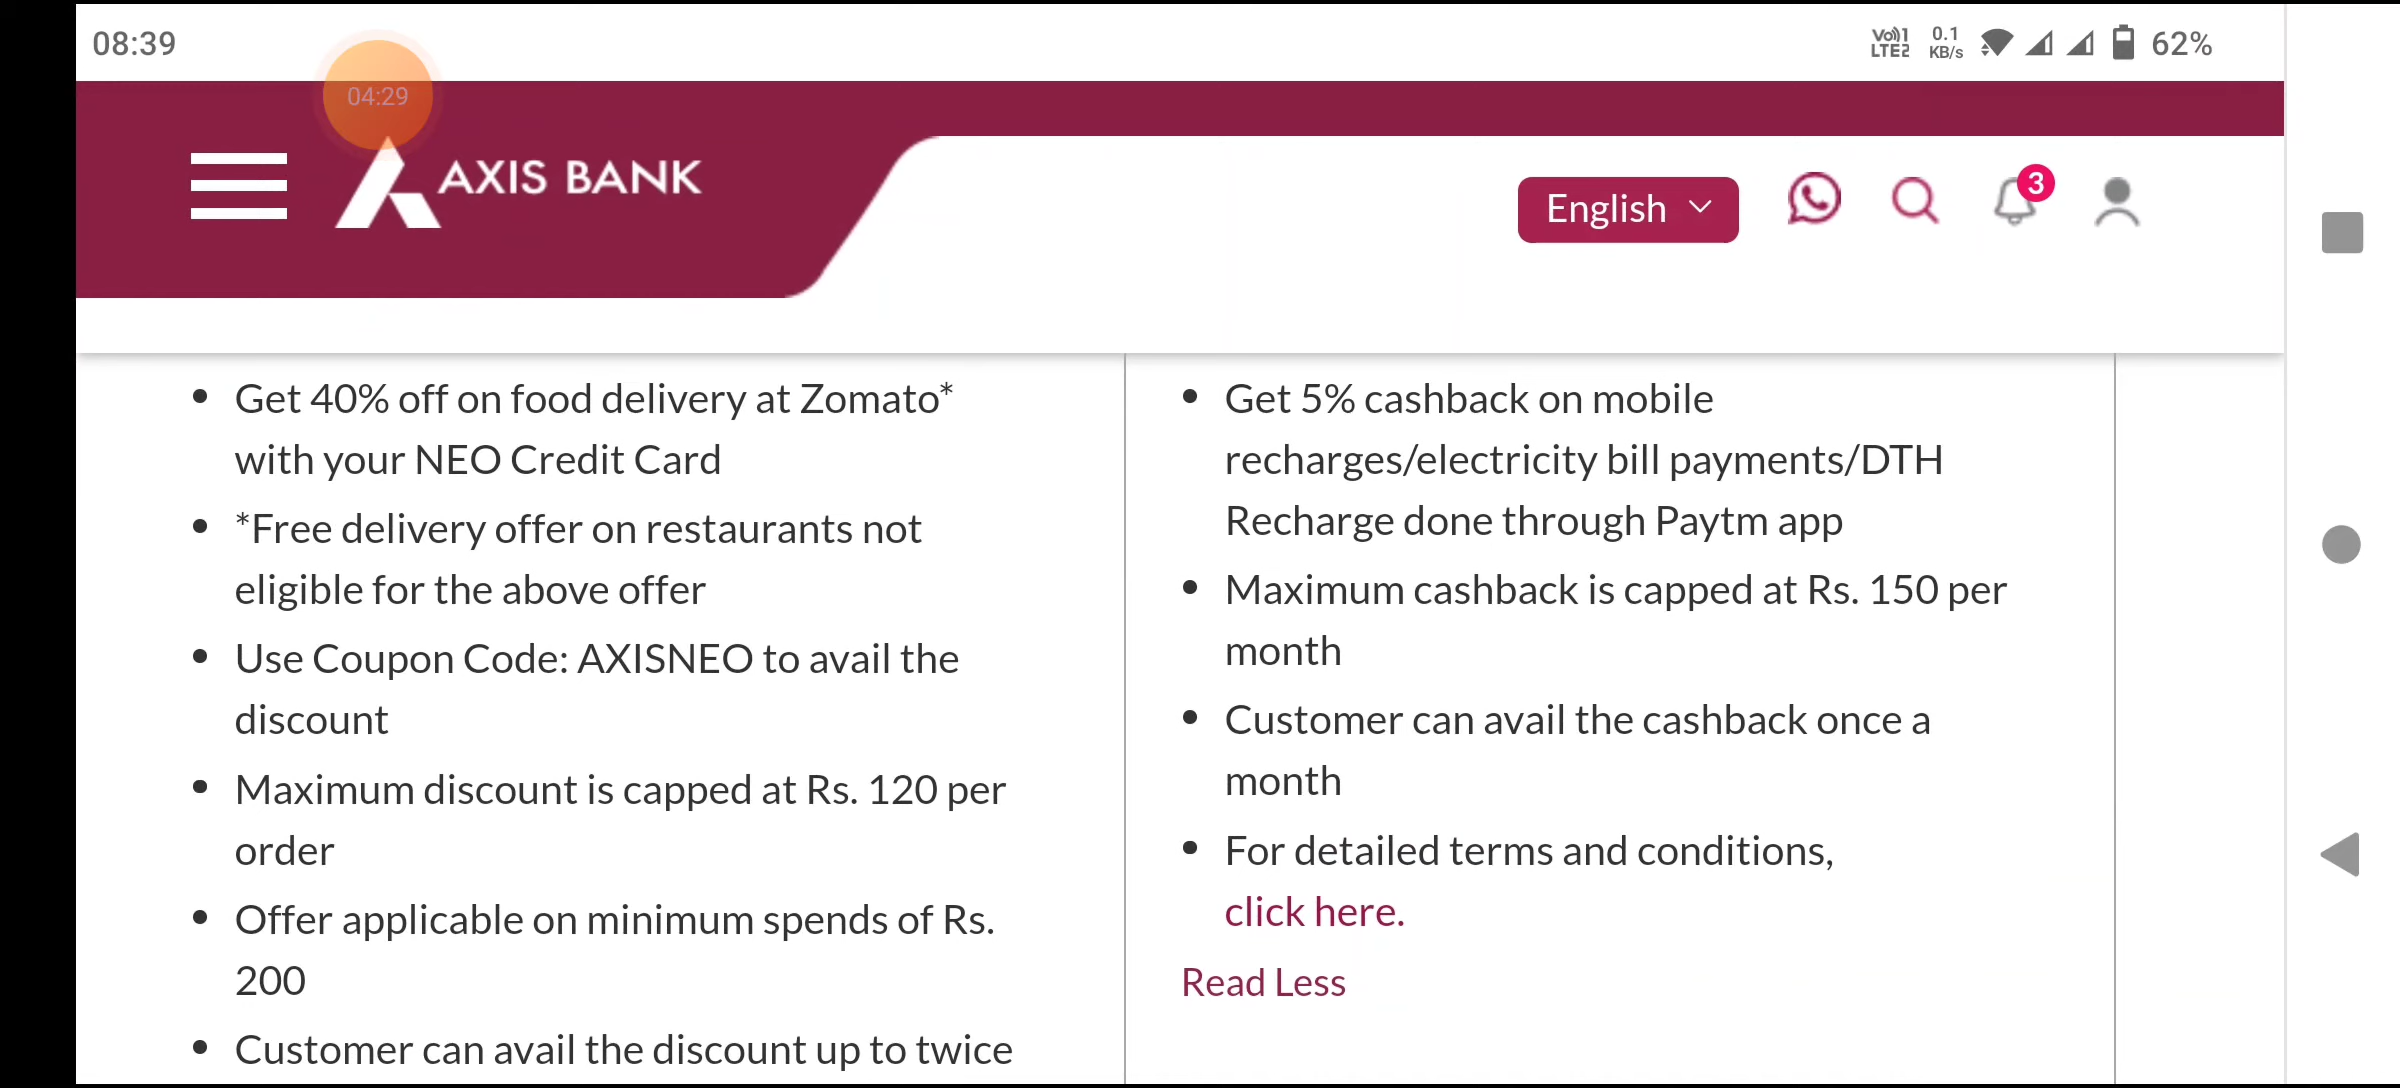 08:39
Vo))1 LTE2
0.1 KB/s
62%
04:29
AXIS BANK
English
3
• Get 40% off on food delivery at Zomato*
with your NEO Credit Card
• *Free delivery offer on restaurants not
eligible for the above offer
• Use Coupon Code: AXISNEO to avail the
discount
• Maximum discount is capped at Rs. 120 per
order
• Offer applicable on minimum spends of Rs.
200
• Customer can avail the discount up to twice
• Get 5% cashback on mobile
recharges/electricity bill payments/DTH
Recharge done through Paytm app
• Maximum cashback is capped at Rs. 150 per
month
• Customer can avail the cashback once a
month
• For detailed terms and conditions,
click here.
Read Less